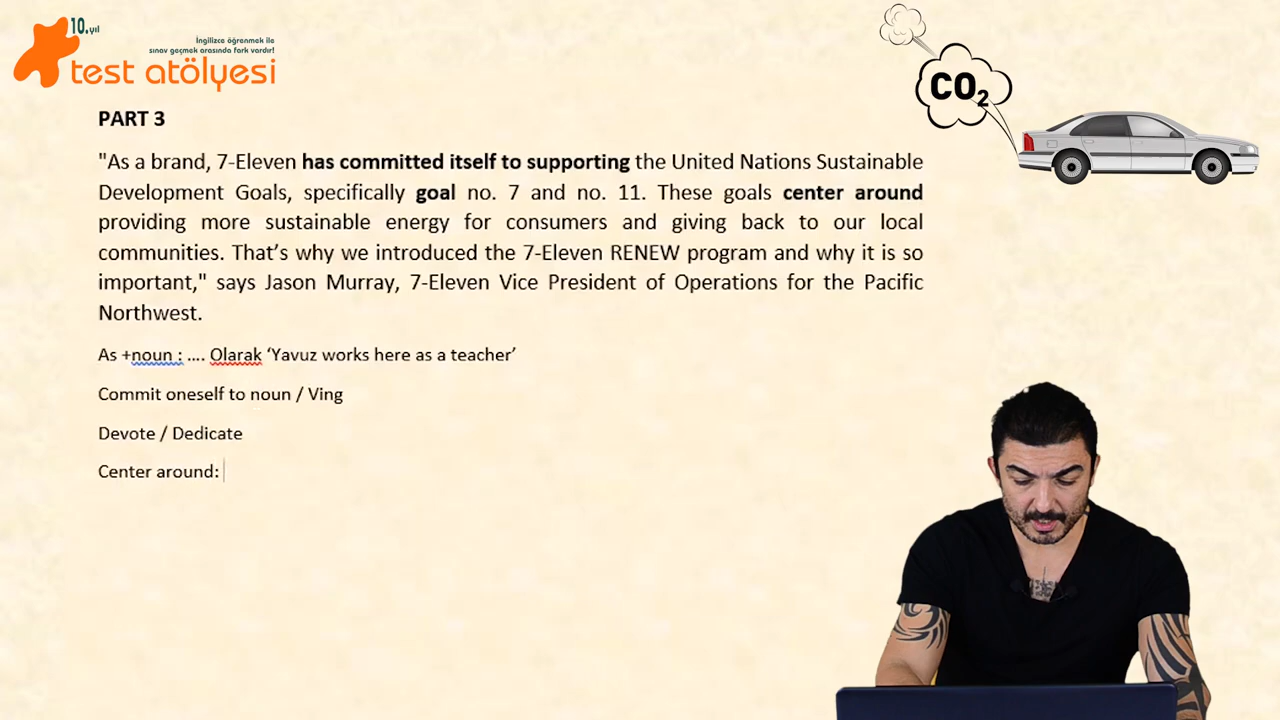 10.yıl
İngilizce öğrenmek ile
sınav geçmek arasında fark vardır!
test atölyesi
CO2
PART 3
"As a brand, 7-Eleven has committed itself to supporting the United Nations Sustainable
Development Goals, specifically goal no. 7 and no. 11. These goals center around
providing more sustainable energy for consumers and giving back to our local
communities. That’s why we introduced the 7-Eleven RENEW program and why it is so
important," says Jason Murray, 7-Eleven Vice President of Operations for the Pacific
Northwest.
As +noun : .... Olarak ‘Yavuz works here as a teacher’
Commit oneself to noun / Ving
Devote / Dedicate
Center around: